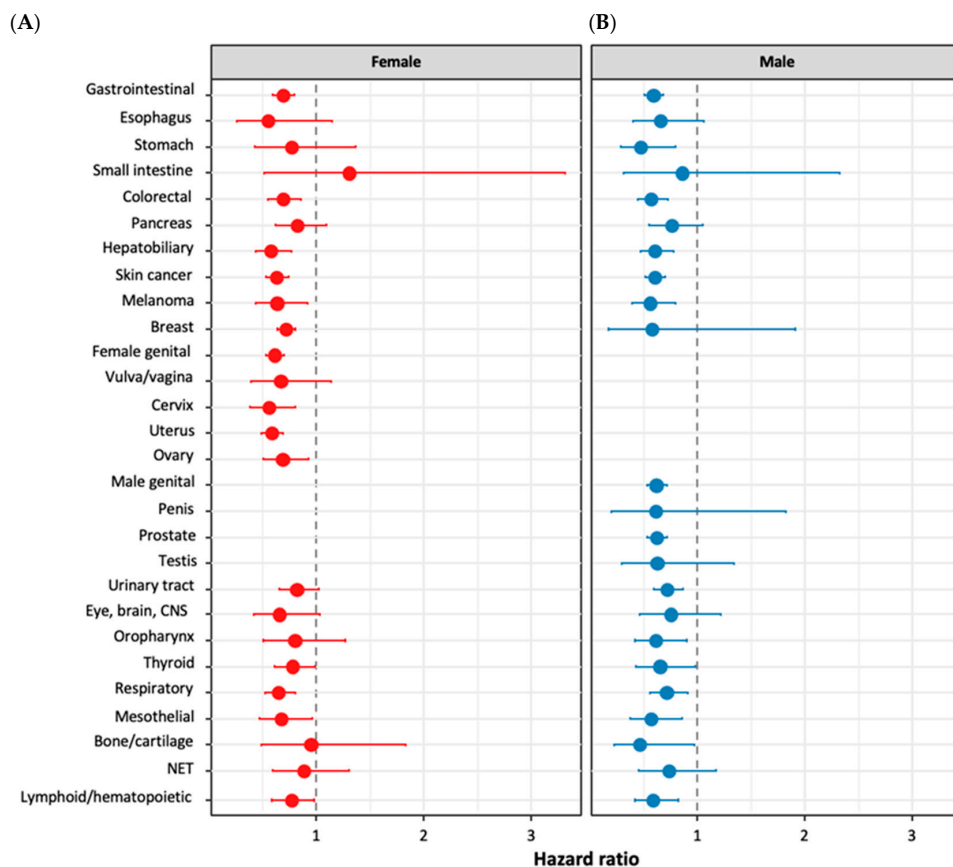 (A) (B)
Female Male
Gastrointestinal
Esophagus
Stomach
Small intestine
Colorectal
Pancreas
Hepatobiliary
Skin cancer
Melanoma
Breast
Female genital
Vulva/vagina
Cervix
Uterus
Ovary
Male genital
Penis
Prostate
Testis
Urinary tract
Eye, brain, CNS
Oropharynx
Thyroid
Respiratory
Mesothelial
Bone/cartilage
NET
Lymphoid/hematopoietic
1 2 3 1 2 3
Hazard ratio